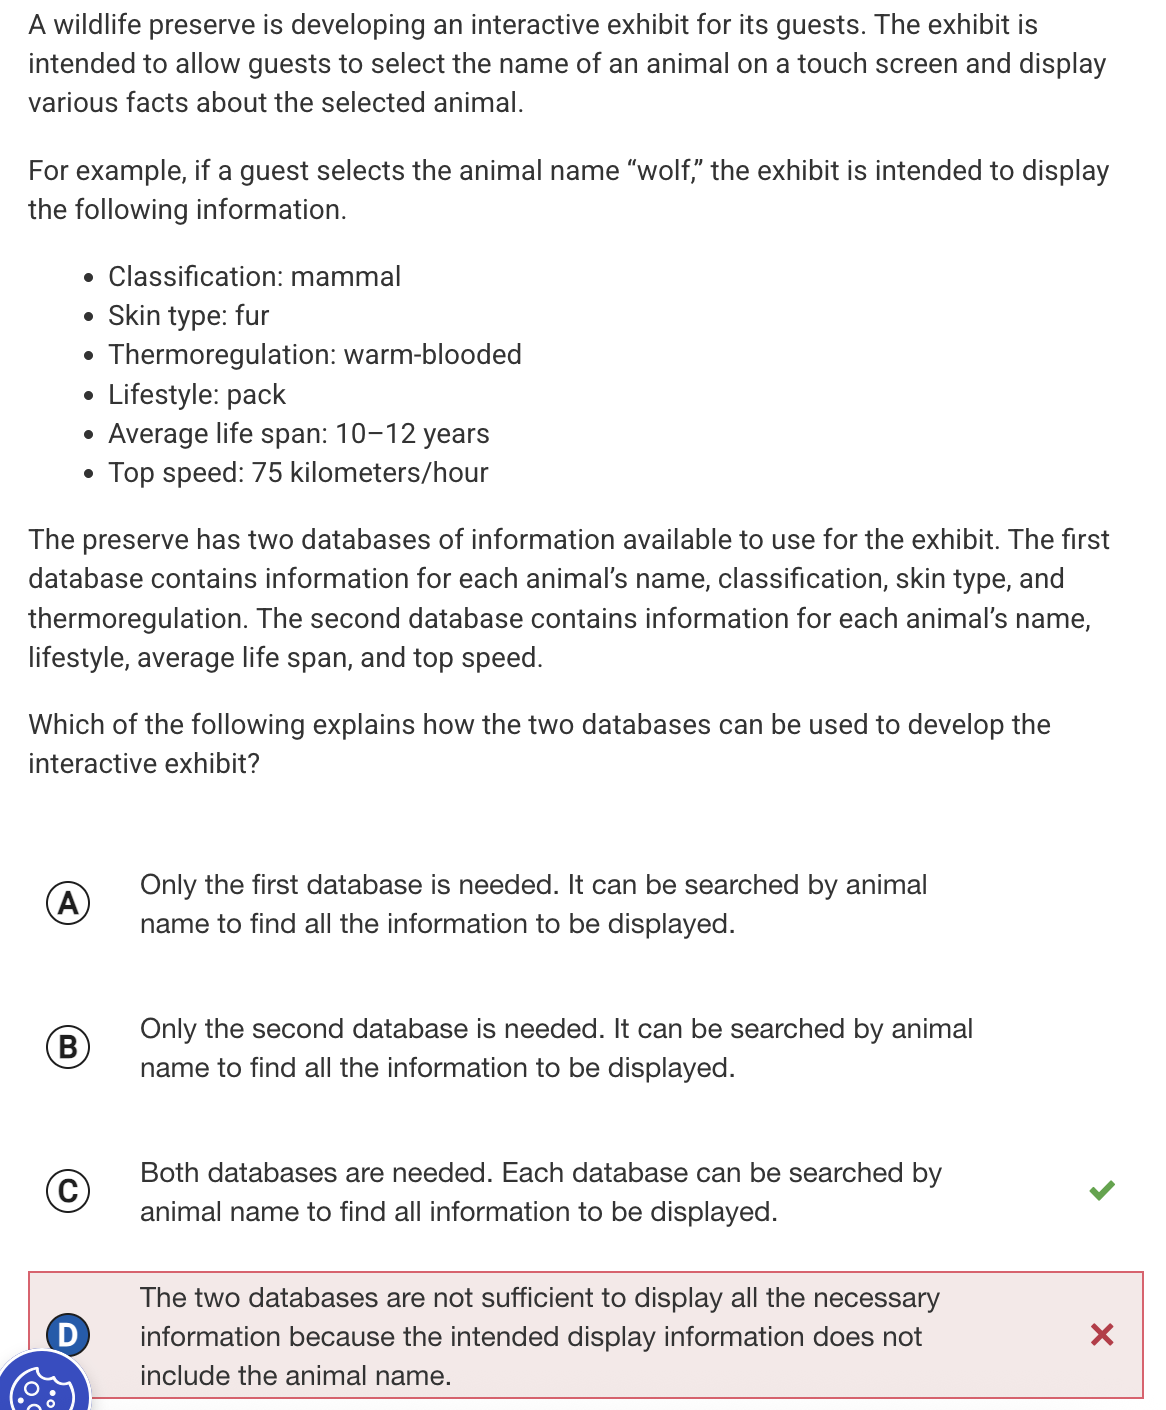 A wildlife preserve is developing an interactive exhibit for its guests. The exhibit is
intended to allow guests to select the name of an animal on a touch screen and display
various facts about the selected animal.
For example, if a guest selects the animal name “wolf,” the exhibit is intended to display
the following information.
• Classification: mammal
• Skin type: fur
• Thermoregulation: warm-blooded
• Lifestyle: pack
• Average life span: 10–12 years
• Top speed: 75 kilometers/hour
The preserve has two databases of information available to use for the exhibit. The first
database contains information for each animal’s name, classification, skin type, and
thermoregulation. The second database contains information for each animal’s name,
lifestyle, average life span, and top speed.
Which of the following explains how the two databases can be used to develop the
interactive exhibit?
A Only the first database is needed. It can be searched by animal
name to find all the information to be displayed.
B Only the second database is needed. It can be searched by animal
name to find all the information to be displayed.
C Both databases are needed. Each database can be searched by
animal name to find all information to be displayed.
The two databases are not sufficient to display all the necessary
D information because the intended display information does not
include the animal name.